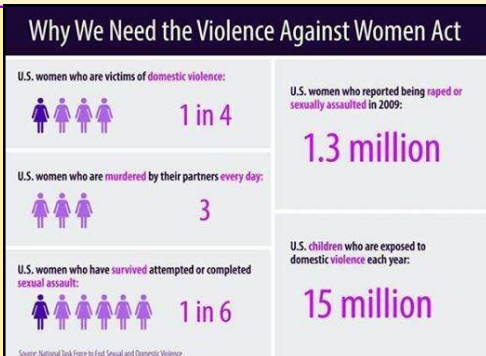 Why We Need the Violence Against Women Act
U.S. women who are victims of domestic violence:
1 in 4
U.S. women who are murdered by their partners every day:
3
U.S. women who have survived attempted or completed
sexual assault:
1 in 6
Source: National Task Force to End Sexual and Domestic Violence
U.S. women who reported being raped or
sexually assaulted in 2009:
1.3 million
U.S. children who are exposed to
domestic violence each year:
15 million